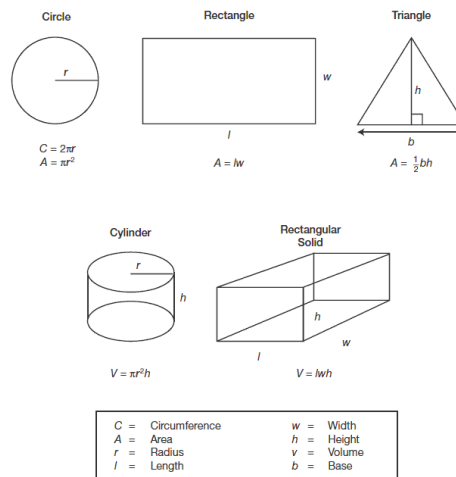 Circle
Rectangle
Triangle
r
w
h
l
b
C = 2πr
A = πr²
A = lw
A = ½bh
Cylinder
Rectangular
Solid
r
h
h
w
l
V = πr²h
V = lwh
C = Circumference w = Width
A = Area h = Height
r = Radius v = Volume
l = Length b = Base